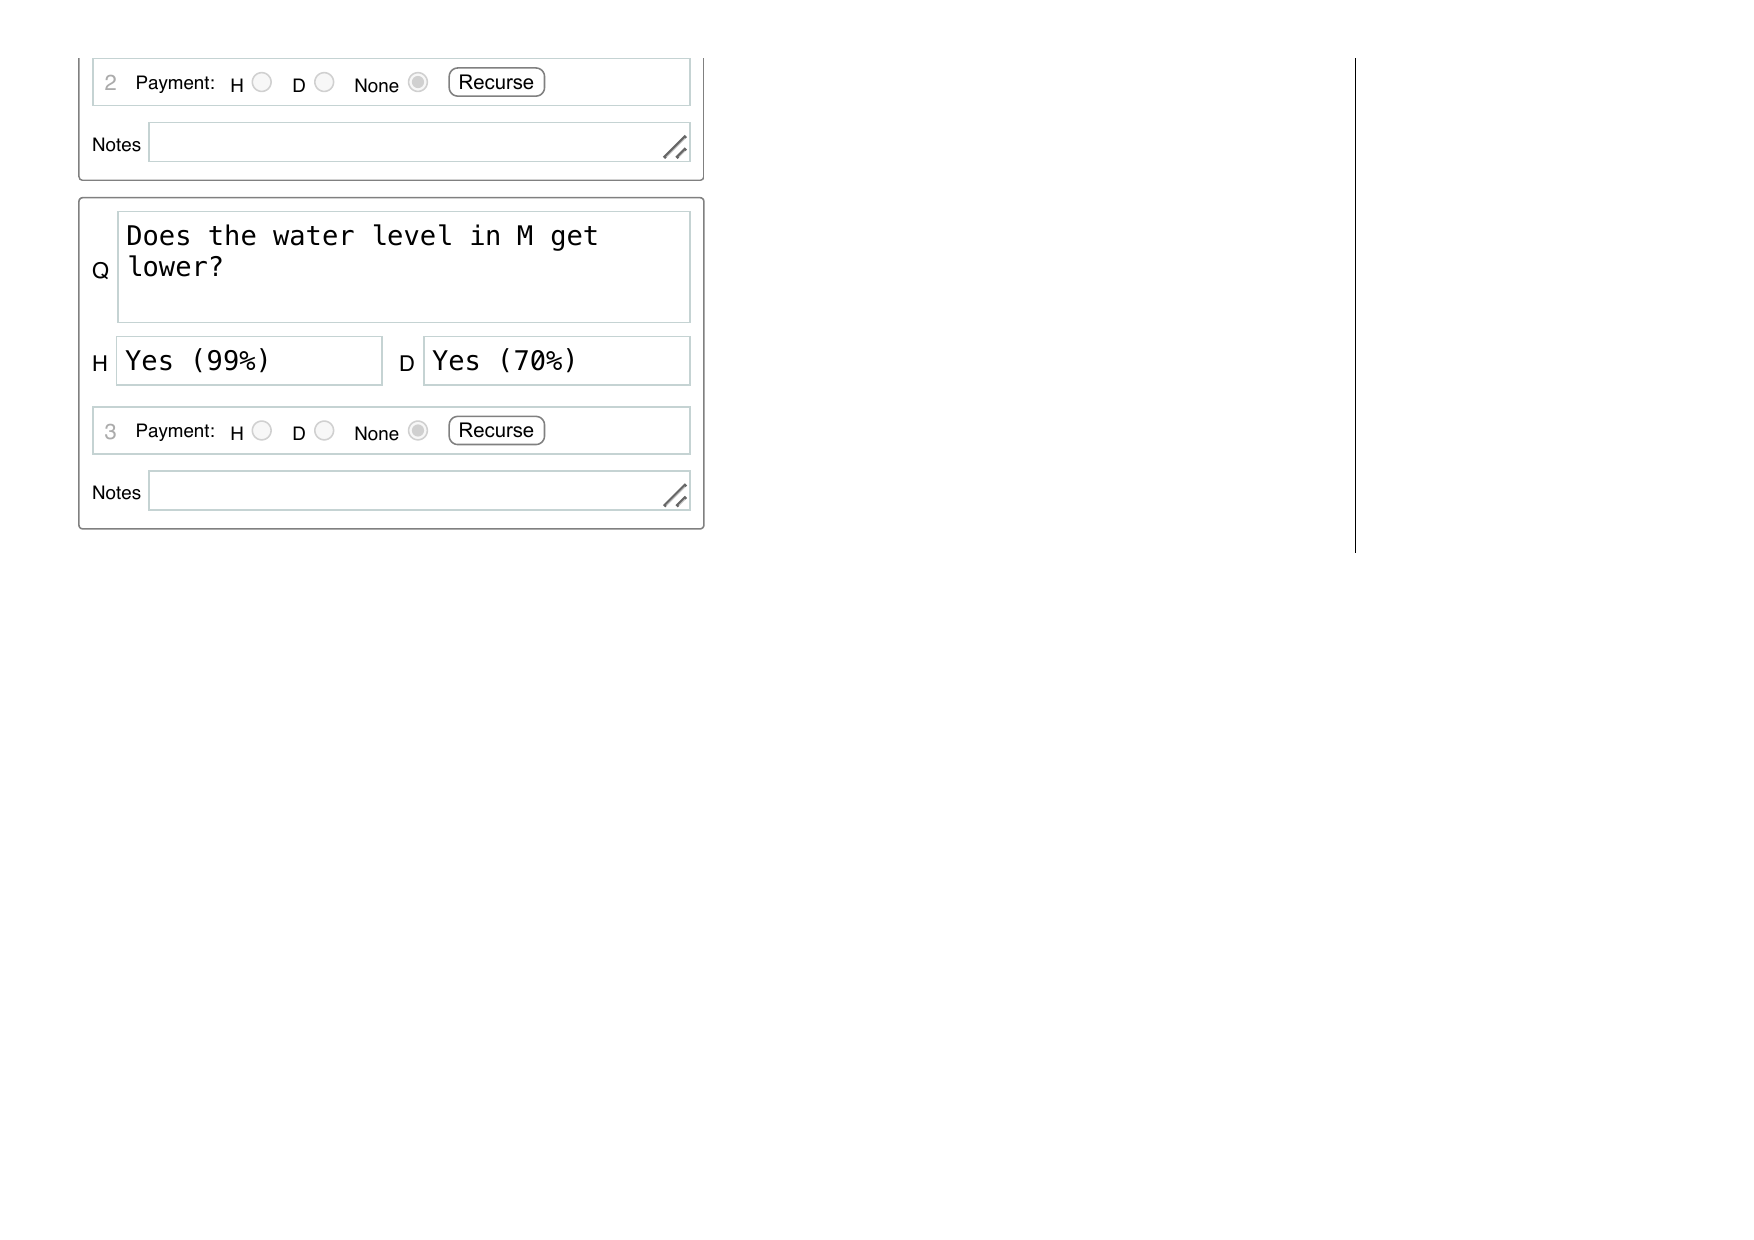 2 Payment: H D None Recurse
Notes
Q Does the water level in M get
lower?
H Yes (99%) D Yes (70%)
3 Payment: H D None Recurse
Notes